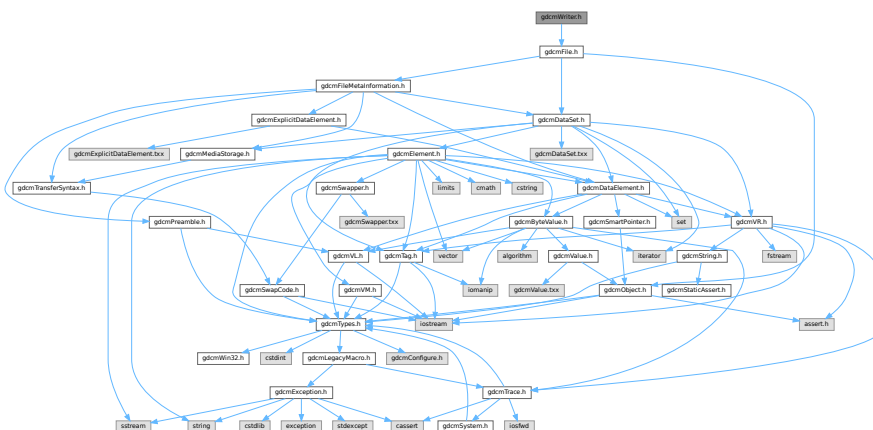 gdcmWriter.h
gdcmFile.h
gdcmFileMetaInformation.h
gdcmExplicitDataElement.h
gdcmDataSet.h
gdcmExplicitDataElement.txx
gdcmMediaStorage.h
gdcmElement.h
gdcmDataSet.txx
gdcmTransferSyntax.h
gdcmSwapper.h
limits
cmath
cstring
gdcmDataElement.h
gdcmPreamble.h
gdcmSwapper.txx
gdcmByteValue.h
gdcmSmartPointer.h
set
gdcmVR.h
gdcmVL.h
gdcmTag.h
vector
algorithm
gdcmValue.h
iterator
gdcmString.h
fstream
gdcmSwapCode.h
gdcmVM.h
iomanip
gdcmValue.txx
gdcmObject.h
gdcmStaticAssert.h
gdcmTypes.h
iostream
assert.h
gdcmWin32.h
cstdint
gdcmLegacyMacro.h
gdcmConfigure.h
gdcmException.h
gdcmTrace.h
sstream
string
cstdlib
exception
stdexcept
cassert
gdcmSystem.h
iosfwd